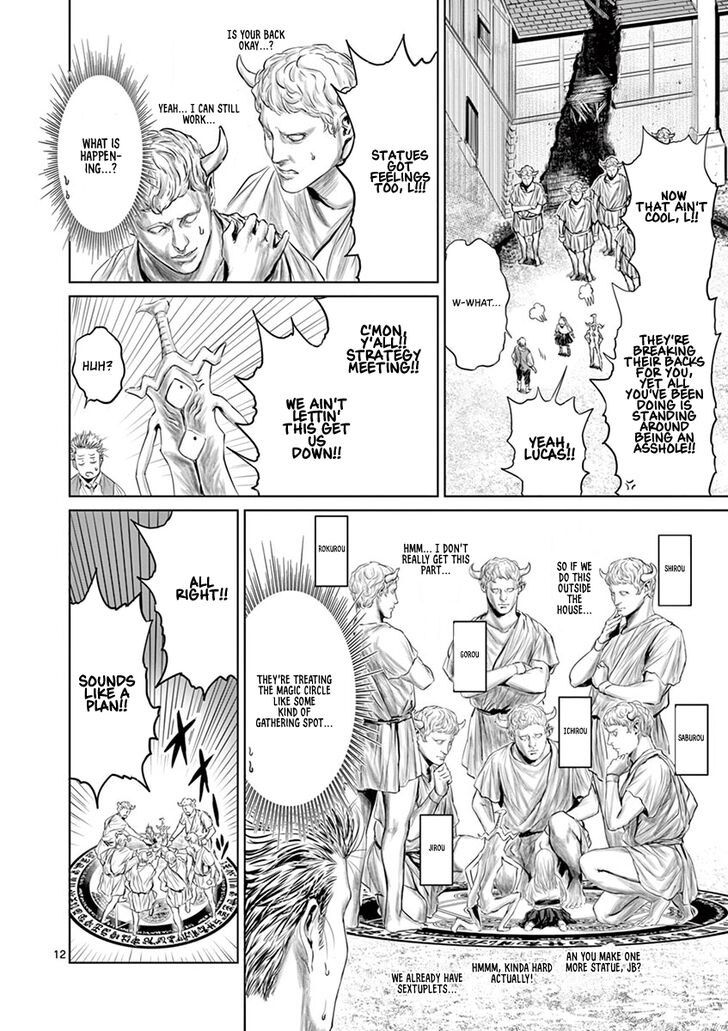 NOW
THAT AIN'T
COOL, L!!
W-WHAT...
THEY'RE
BREAKING
THEIR BACKS
FOR YOU,
YET ALL
YOU'VE BEEN
DOING IS
STANDING
AROUND
BEING AN
ASSHOLE!!
YEAH,
LUCAS!!
STATUES
GOT
FEELINGS
TOO, L!!!
IS YOUR BACK
OKAY...?
YEAH... I CAN STILL
WORK...
WHAT IS
HAPPEN-
ING...?
C'MON,
Y'ALL!!
STRATEGY
MEETING!!
WE AIN'T
LETTIN'
THIS GET
US
DOWN!!
HUH?
SHIROU
SO IF WE
DO THIS
OUTSIDE
THE
HOUSE...
HMM... I DON'T
REALLY GET THIS
PART...
ROKUROU
GOROU
ICHIROU
SABUROU
JIROU
THEY'RE TREATING
THE MAGIC CIRCLE
LIKE SOME
KIND OF
GATHERING SPOT...
AN YOU MAKE ONE
MORE STATUE, JB?
HMMM, KINDA HARD
ACTUALLY!
WE ALREADY HAVE
SEXTUPLETS...
ALL
RIGHT!!
SOUNDS
LIKE A
PLAN!!
12